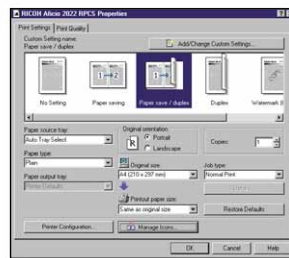 RICOH Aficio 2022 RPCS Properties
Print Settings
Print Quality
Custom Setting name:
Paper save / duplex
Add/Change Custom Settings...
No Setting
Paper saving
Paper save / duplex
Duplex
Watermark
Paper source tray:
Auto Tray Select
Paper type:
Plain
Paper output tray:
Printer Defaults
Original orientation:
Portrait
Landscape
Original size:
A4 (210 x 297 mm)
Printout paper size:
Same as original size
Copies:
1
Job type:
Normal Print
Restore Defaults
Printer Configuration...
Manage Icons...
OK
Cancel
Help